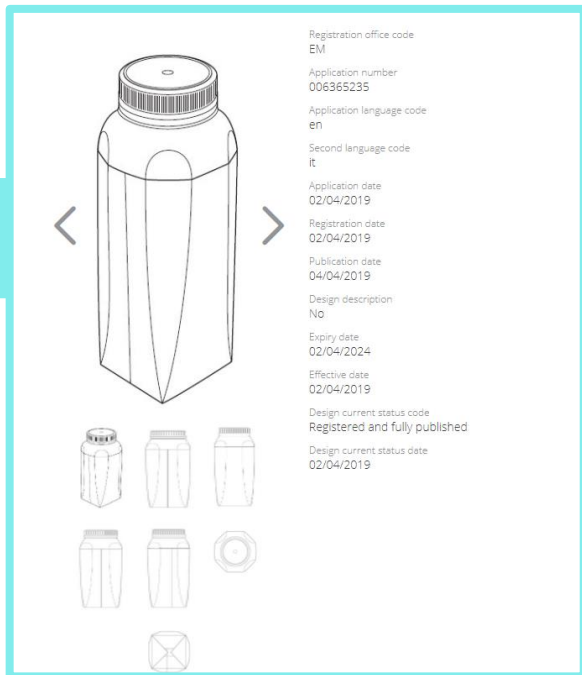 Registration office code
EM
Application number
006365235
Application language code
en
Second language code
it
Application date
02/04/2019
Registration date
02/04/2019
Publication date
04/04/2019
Design description
No
Expiry date
02/04/2024
Effective date
02/04/2019
Design current status code
Registered and fully published
Design current status date
02/04/2019